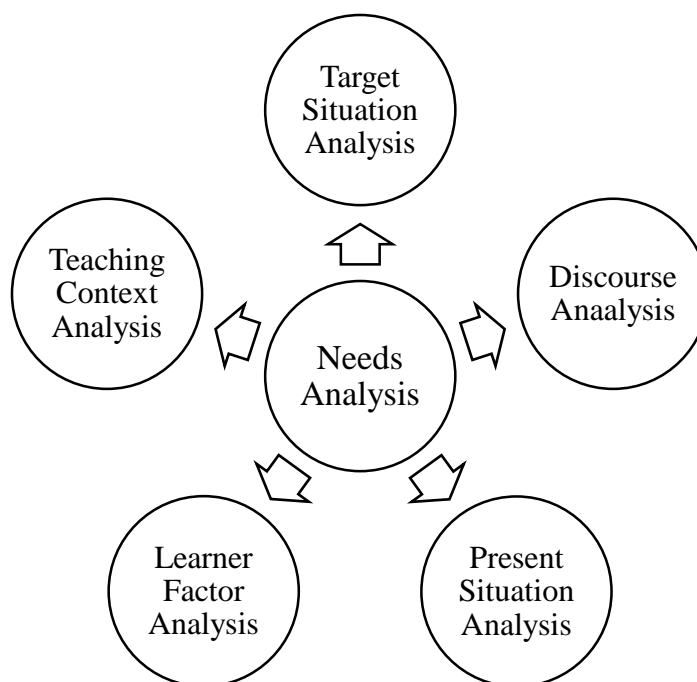 Target
Situation
Analysis
Teaching
Context
Analysis
Discourse
Anaalysis
Needs
Analysis
Learner
Factor
Analysis
Present
Situation
Analysis